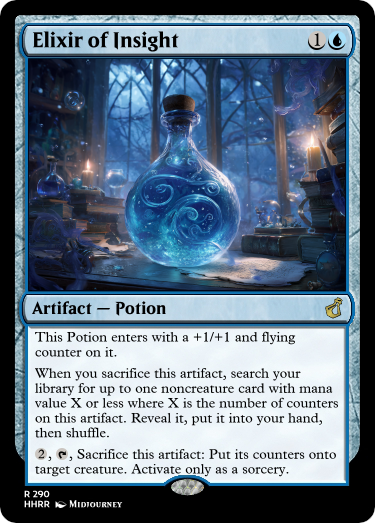 Elixir of Insight 1
Artifact — Potion
This Potion enters with a +1/+1 and flying
counter on it.
When you sacrifice this artifact, search your
library for up to one noncreature card with mana
value X or less where X is the number of counters
on this artifact. Reveal it, put it into your hand,
then shuffle.
2, , Sacrifice this artifact: Put its counters onto
target creature. Activate only as a sorcery.
R 290
HHRR Midjourney